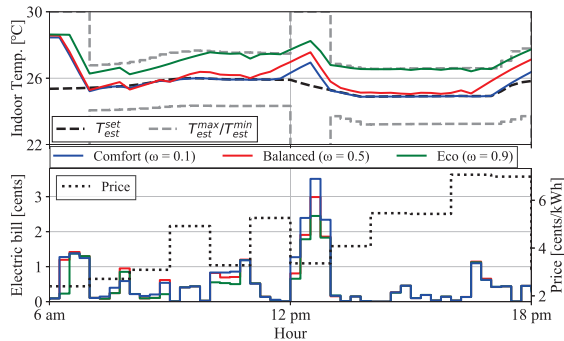 30
26
22
Indoor Temp. [°C]
T_est^set
T_est^max/T_est^min
Comfort (ω = 0.1)
Balanced (ω = 0.5)
Eco (ω = 0.9)
3
2
1
0
Electric bill [cents]
Price
6
4
2
Price [cents/kWh]
6 am
12 pm
18 pm
Hour